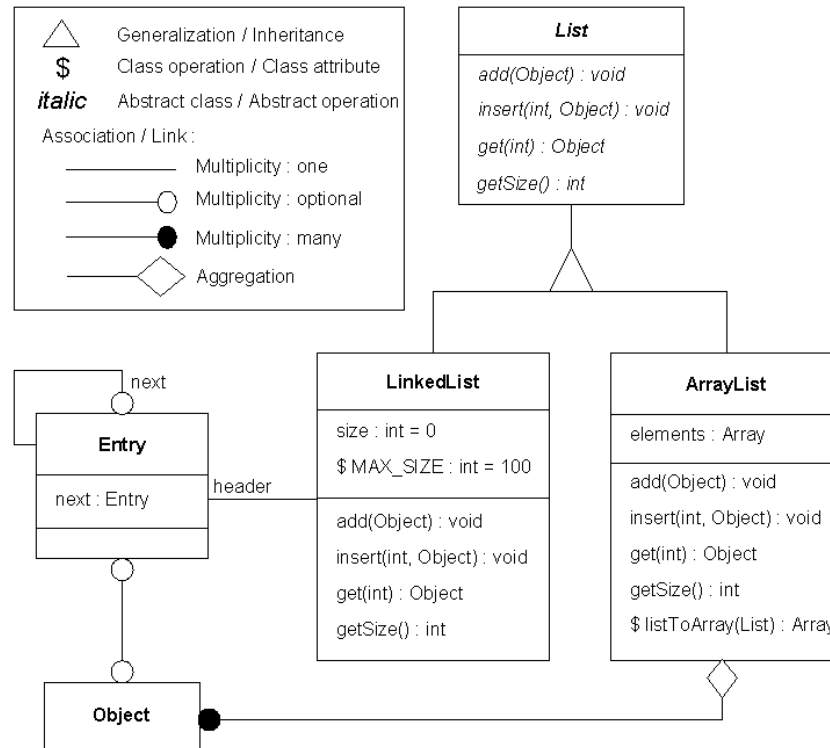 Generalization / Inheritance
$ Class operation / Class attribute
italic Abstract class / Abstract operation
Association / Link :
Multiplicity : one
Multiplicity : optional
Multiplicity : many
Aggregation
List
add(Object) : void
insert(int, Object) : void
get(int) : Object
getSize() : int
next
Entry
next : Entry
header
LinkedList
size : int = 0
$ MAX_SIZE : int = 100
add(Object) : void
insert(int, Object) : void
get(int) : Object
getSize() : int
ArrayList
elements : Array
add(Object) : void
insert(int, Object) : void
get(int) : Object
getSize() : int
$ listToArray(List) : Array
Object